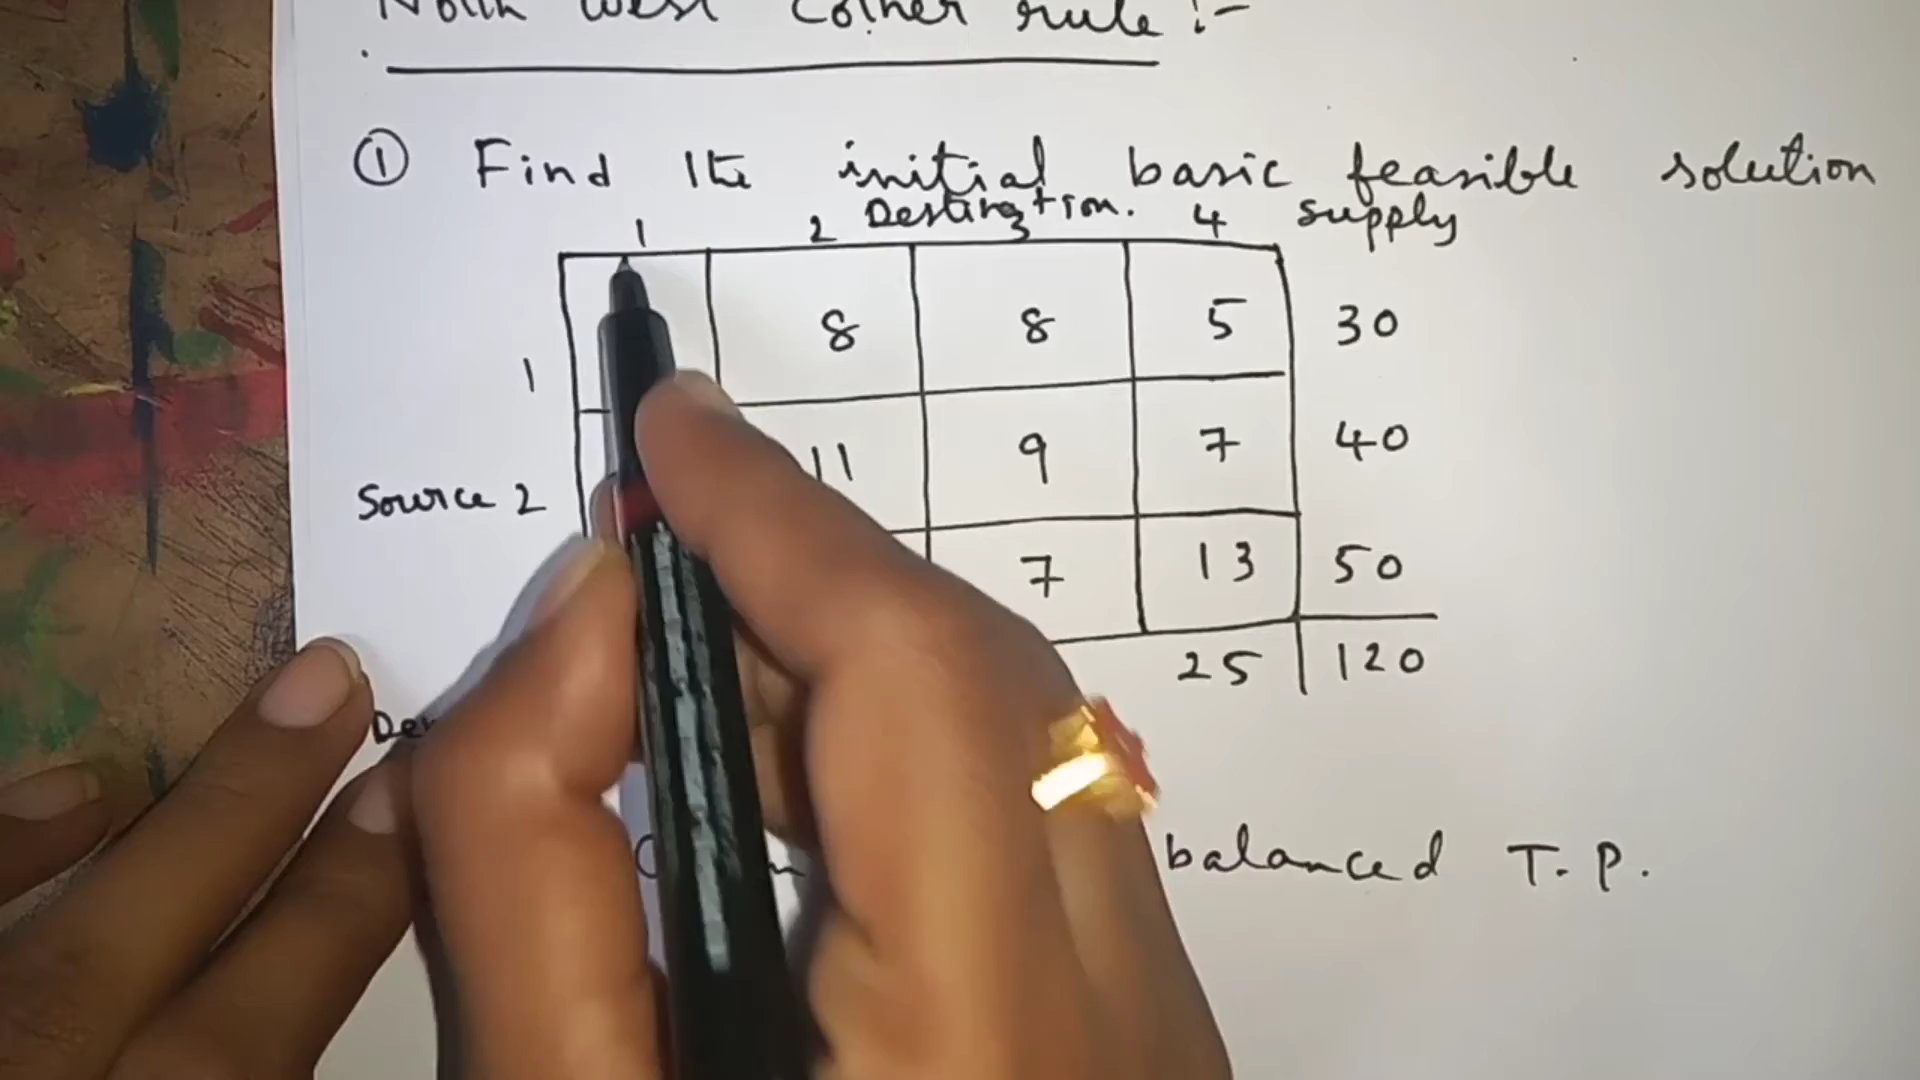 North west Corner rule :-
① Find the initial basic feasible solution
Destination.
1 2 3 4 supply
8 8 5 30
1
11 9 7 40
Source 2
7 13 50
25 120
balanced T.P.